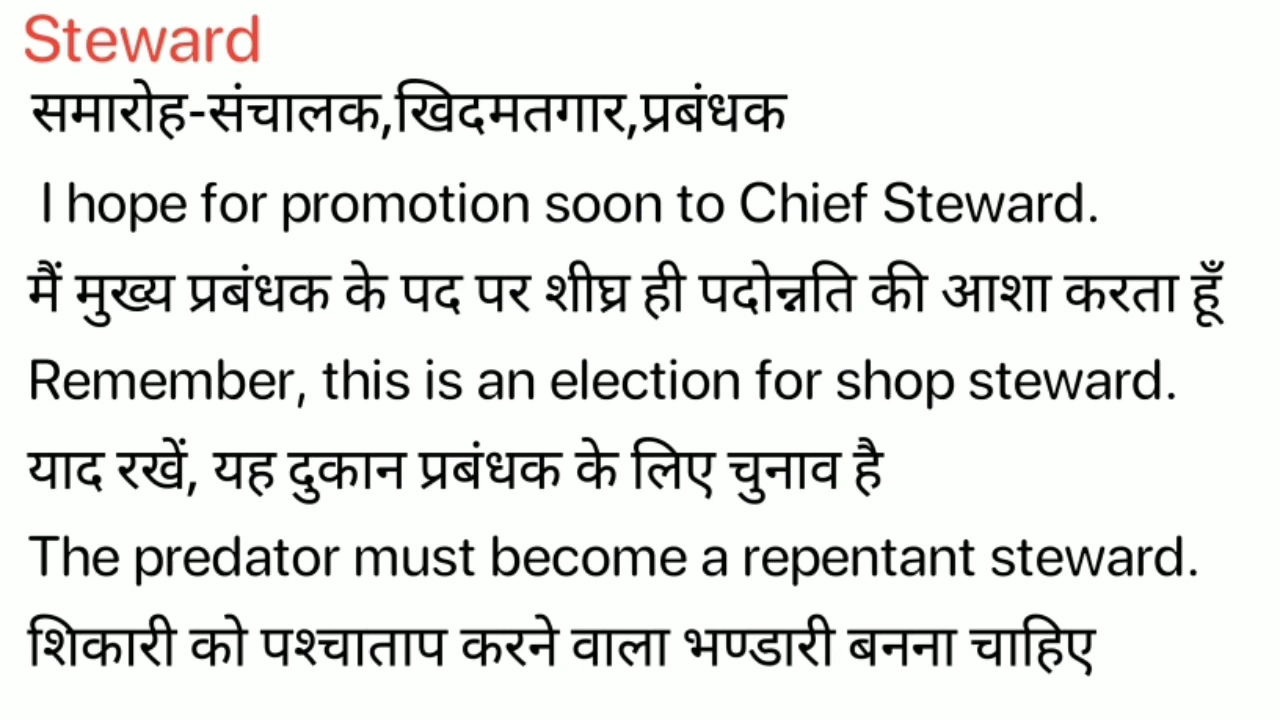 Steward
समारोह-संचालक,खिदमतगार,प्रबंधक
I hope for promotion soon to Chief Steward.
मैं मुख्य प्रबंधक के पद पर शीघ्र ही पदोन्नति की आशा करता हूँ
Remember, this is an election for shop steward.
याद रखें, यह दुकान प्रबंधक के लिए चुनाव है
The predator must become a repentant steward.
शिकारी को पश्चाताप करने वाला भण्डारी बनना चाहिए